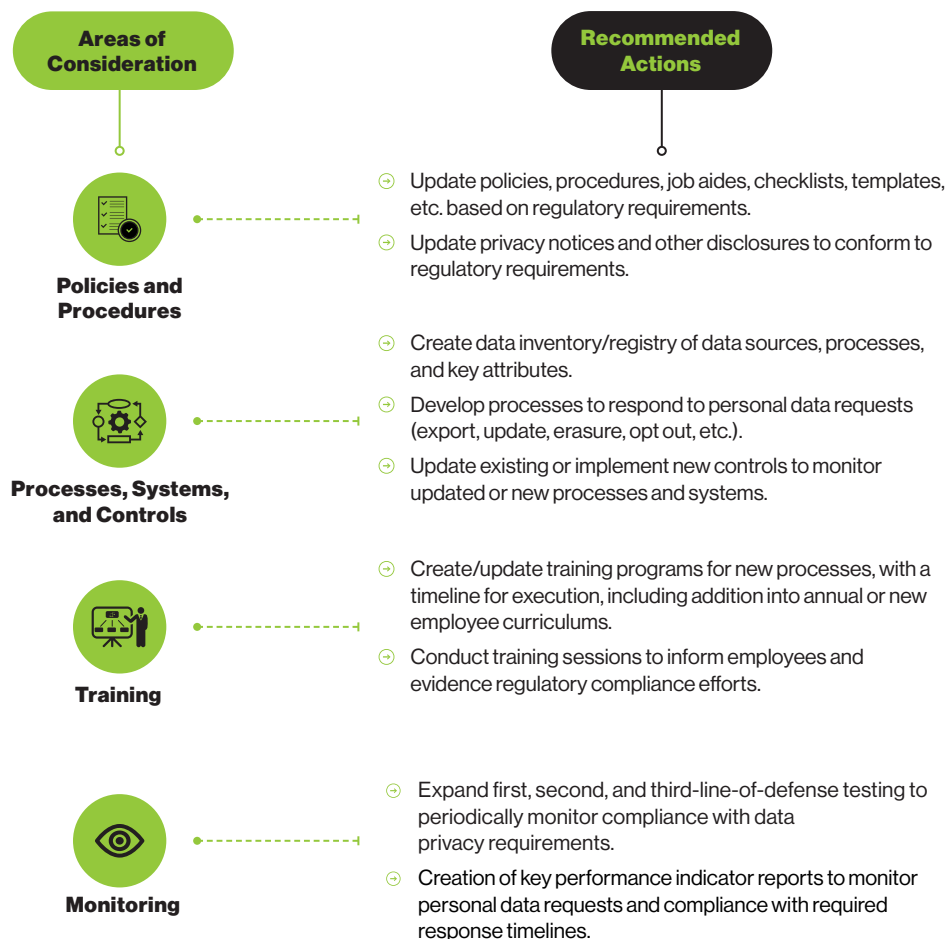 Areas of
Consideration
Recommended
Actions
Policies and
Procedures
Update policies, procedures, job aides, checklists, templates,
etc. based on regulatory requirements.
Update privacy notices and other disclosures to conform to
regulatory requirements.
Processes, Systems,
and Controls
Create data inventory/registry of data sources, processes,
and key attributes.
Develop processes to respond to personal data requests
(export, update, erasure, opt out, etc.).
Update existing or implement new controls to monitor
updated or new processes and systems.
Training
Create/update training programs for new processes, with a
timeline for execution, including addition into annual or new
employee curriculums.
Conduct training sessions to inform employees and
evidence regulatory compliance efforts.
Monitoring
Expand first, second, and third-line-of-defense testing to
periodically monitor compliance with data
privacy requirements.
Creation of key performance indicator reports to monitor
personal data requests and compliance with required
response timelines.